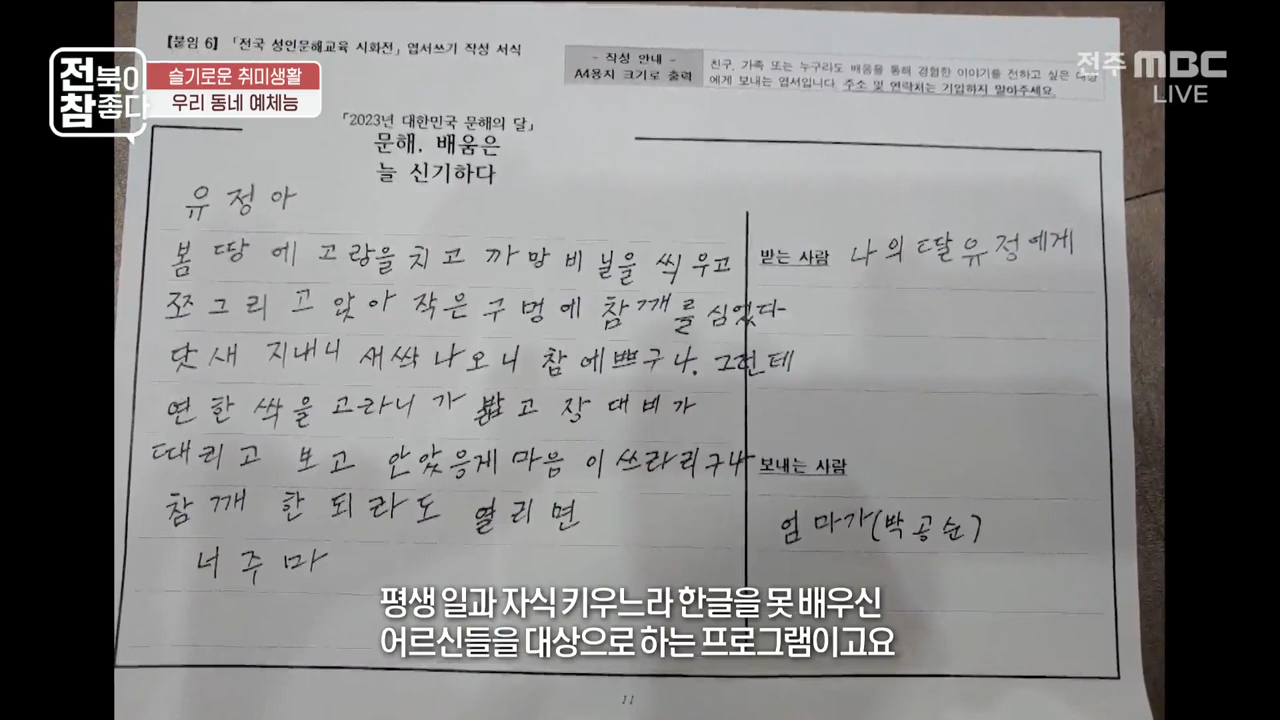 전북이
참좋다
슬기로운 취미생활
우리 동네 예체능
전주 MBC
LIVE
【붙임 6】 「전국 성인문해교육 시화전」 엽서쓰기 작성 서식
- 작성 안내 -
A4용지 크기로 출력
친구, 가족 또는 누구라도 배움을 통해 경험한 이야기를 전하고 싶은 대상
에게 보내는 엽서입니다. 주소 및 연락처는 기입하지 말아주세요.
「2023년 대한민국 문해의 달」
문해. 배움은
늘 신기하다
유정아
봄 땅에 고랑을 치고 까망 비닐을 씩우고
쪼그리고 앉아 작은 구멍에 참깨를 심었다
닷새 지내니 새싹 나오니 참 에쁘구나. 그런데
연한 싹을 고라니가 밟고 장대비가
때리고 보고 안았응게 마음이 쓰라리구나
참깨 한 되라도 열리면
너 주마
받는 사람 나의 딸 유정에게
보내는 사람
엄마가(박공순)
평생 일과 자식 키우느라 한글을 못 배우신
어르신들을 대상으로 하는 프로그램이고요
11